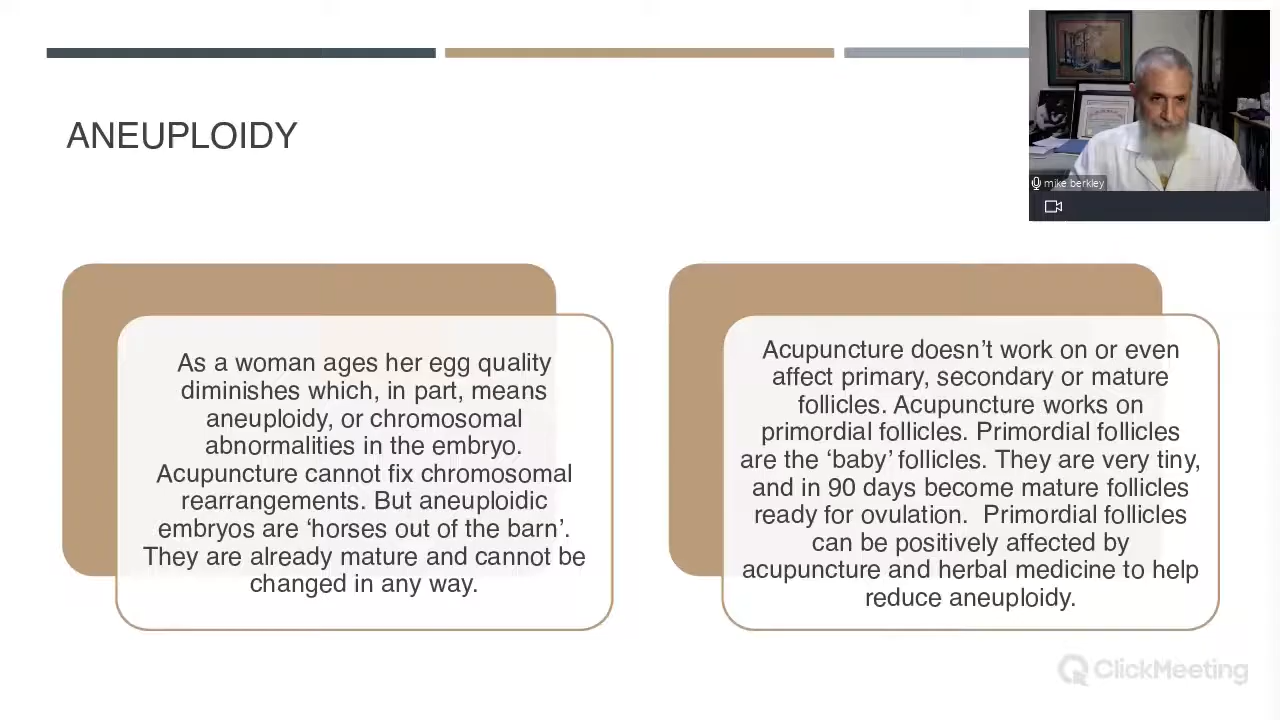 ANEUPLOIDY
mike berkley
As a woman ages her egg quality
diminishes which, in part, means
aneuploidy, or chromosomal
abnormalities in the embryo.
Acupuncture cannot fix chromosomal
rearrangements. But aneuploidic
embryos are ‘horses out of the barn’.
They are already mature and cannot be
changed in any way.
Acupuncture doesn’t work on or even
affect primary, secondary or mature
follicles. Acupuncture works on
primordial follicles. Primordial follicles
are the ‘baby’ follicles. They are very tiny,
and in 90 days become mature follicles
ready for ovulation.  Primordial follicles
can be positively affected by
acupuncture and herbal medicine to help
reduce aneuploidy.
ClickMeeting